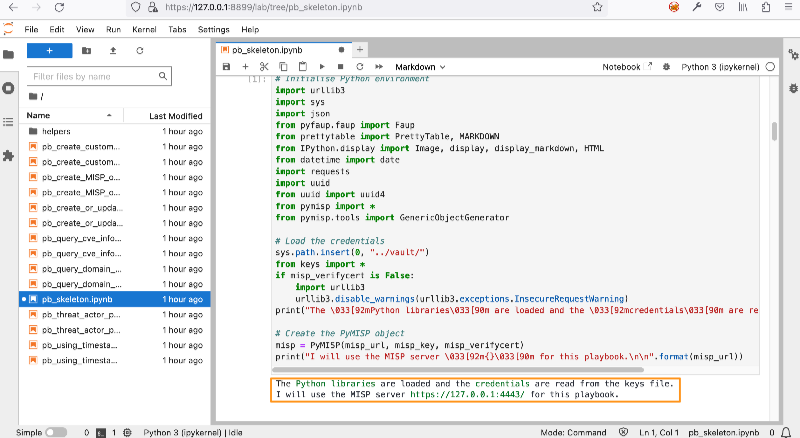 https://127.0.0.1:8899/lab/tree/pb_skeleton.ipynb
File Edit View Run Kernel Tabs Settings Help
+
Filter files by name
/
Name Last Modified
helpers 1 hour ago
pb_create_custom... 1 hour ago
pb_create_custom... 1 hour ago
pb_create_MISP_o... 1 hour ago
pb_create_MISP_o... 1 hour ago
pb_create_or_upda... 1 hour ago
pb_create_or_upda... 1 hour ago
pb_query_cve_info... 1 hour ago
pb_query_cve_info... 1 hour ago
pb_query_domain_... 1 hour ago
pb_query_domain_... 1 hour ago
pb_skeleton.ipynb 1 hour ago
pb_threat_actor_p... 1 hour ago
pb_threat_actor_p... 1 hour ago
pb_using_timesta... 1 hour ago
pb_using_timesta... 1 hour ago
pb_skeleton.ipynb
Markdown Notebook Python 3 (ipykernel)
[1]: # Initialise Python environment
import urllib3
import sys
import json
from pyfaup.faup import Faup
from prettytable import PrettyTable, MARKDOWN
from IPython.display import Image, display, display_markdown, HTML
from datetime import date
import requests
import uuid
from uuid import uuid4
from pymisp import *
from pymisp.tools import GenericObjectGenerator
# Load the credentials
sys.path.insert(0, "../vault/")
from keys import *
if misp_verifycert is False:
import urllib3
urllib3.disable_warnings(urllib3.exceptions.InsecureRequestWarning)
print("The \033[92mPython libraries\033[90m are loaded and the \033[92mcredentials\033[90m are re
# Create the PyMISP object
misp = PyMISP(misp_url, misp_key, misp_verifycert)
print("I will use the MISP server \033[92m{}\033[90m for this playbook.\n\n".format(misp_url))
The Python libraries are loaded and the credentials are read from the keys file.
I will use the MISP server https://127.0.0.1:4443/ for this playbook.
Simple 0 1 Python 3 (ipykernel) | Idle Mode: Command Ln 1, Col 1 pb_skeleton.ipynb 0